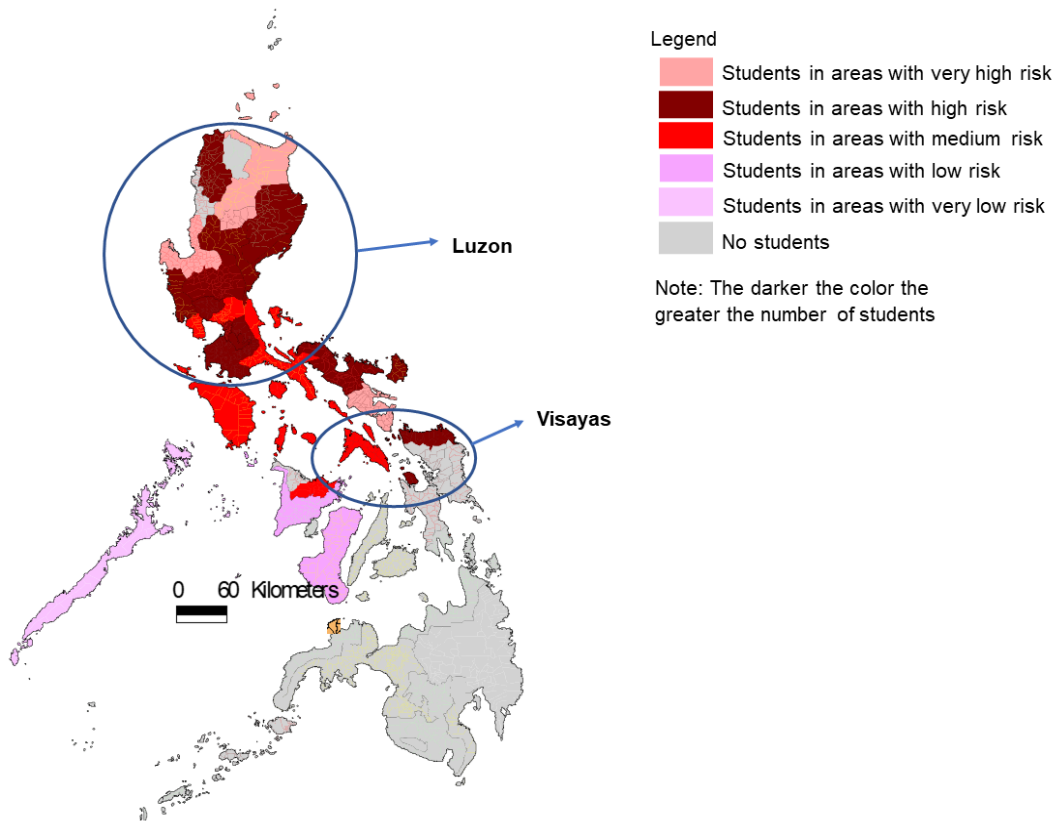 Legend
Students in areas with very high risk
Students in areas with high risk
Students in areas with medium risk
Students in areas with low risk
Students in areas with very low risk
No students
Note: The darker the color the
greater the number of students
Luzon
Visayas
0 60 Kilometers